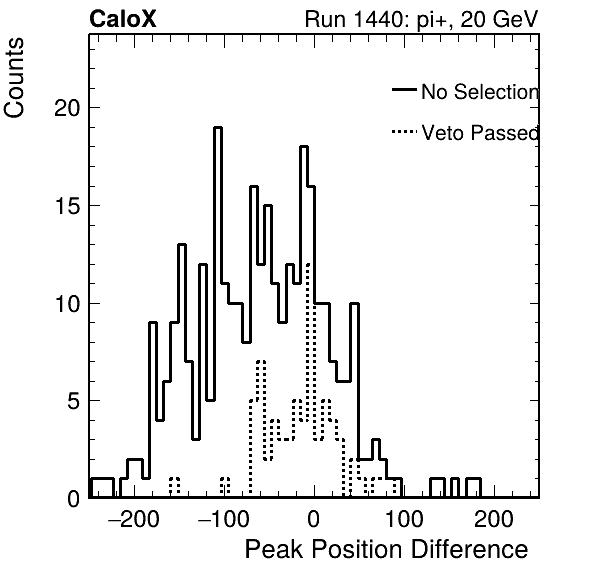 CaloX Run 1440: pi+, 20 GeV
Counts
No Selection
Veto Passed
20
15
10
5
0
−200 −100 0 100 200
Peak Position Difference